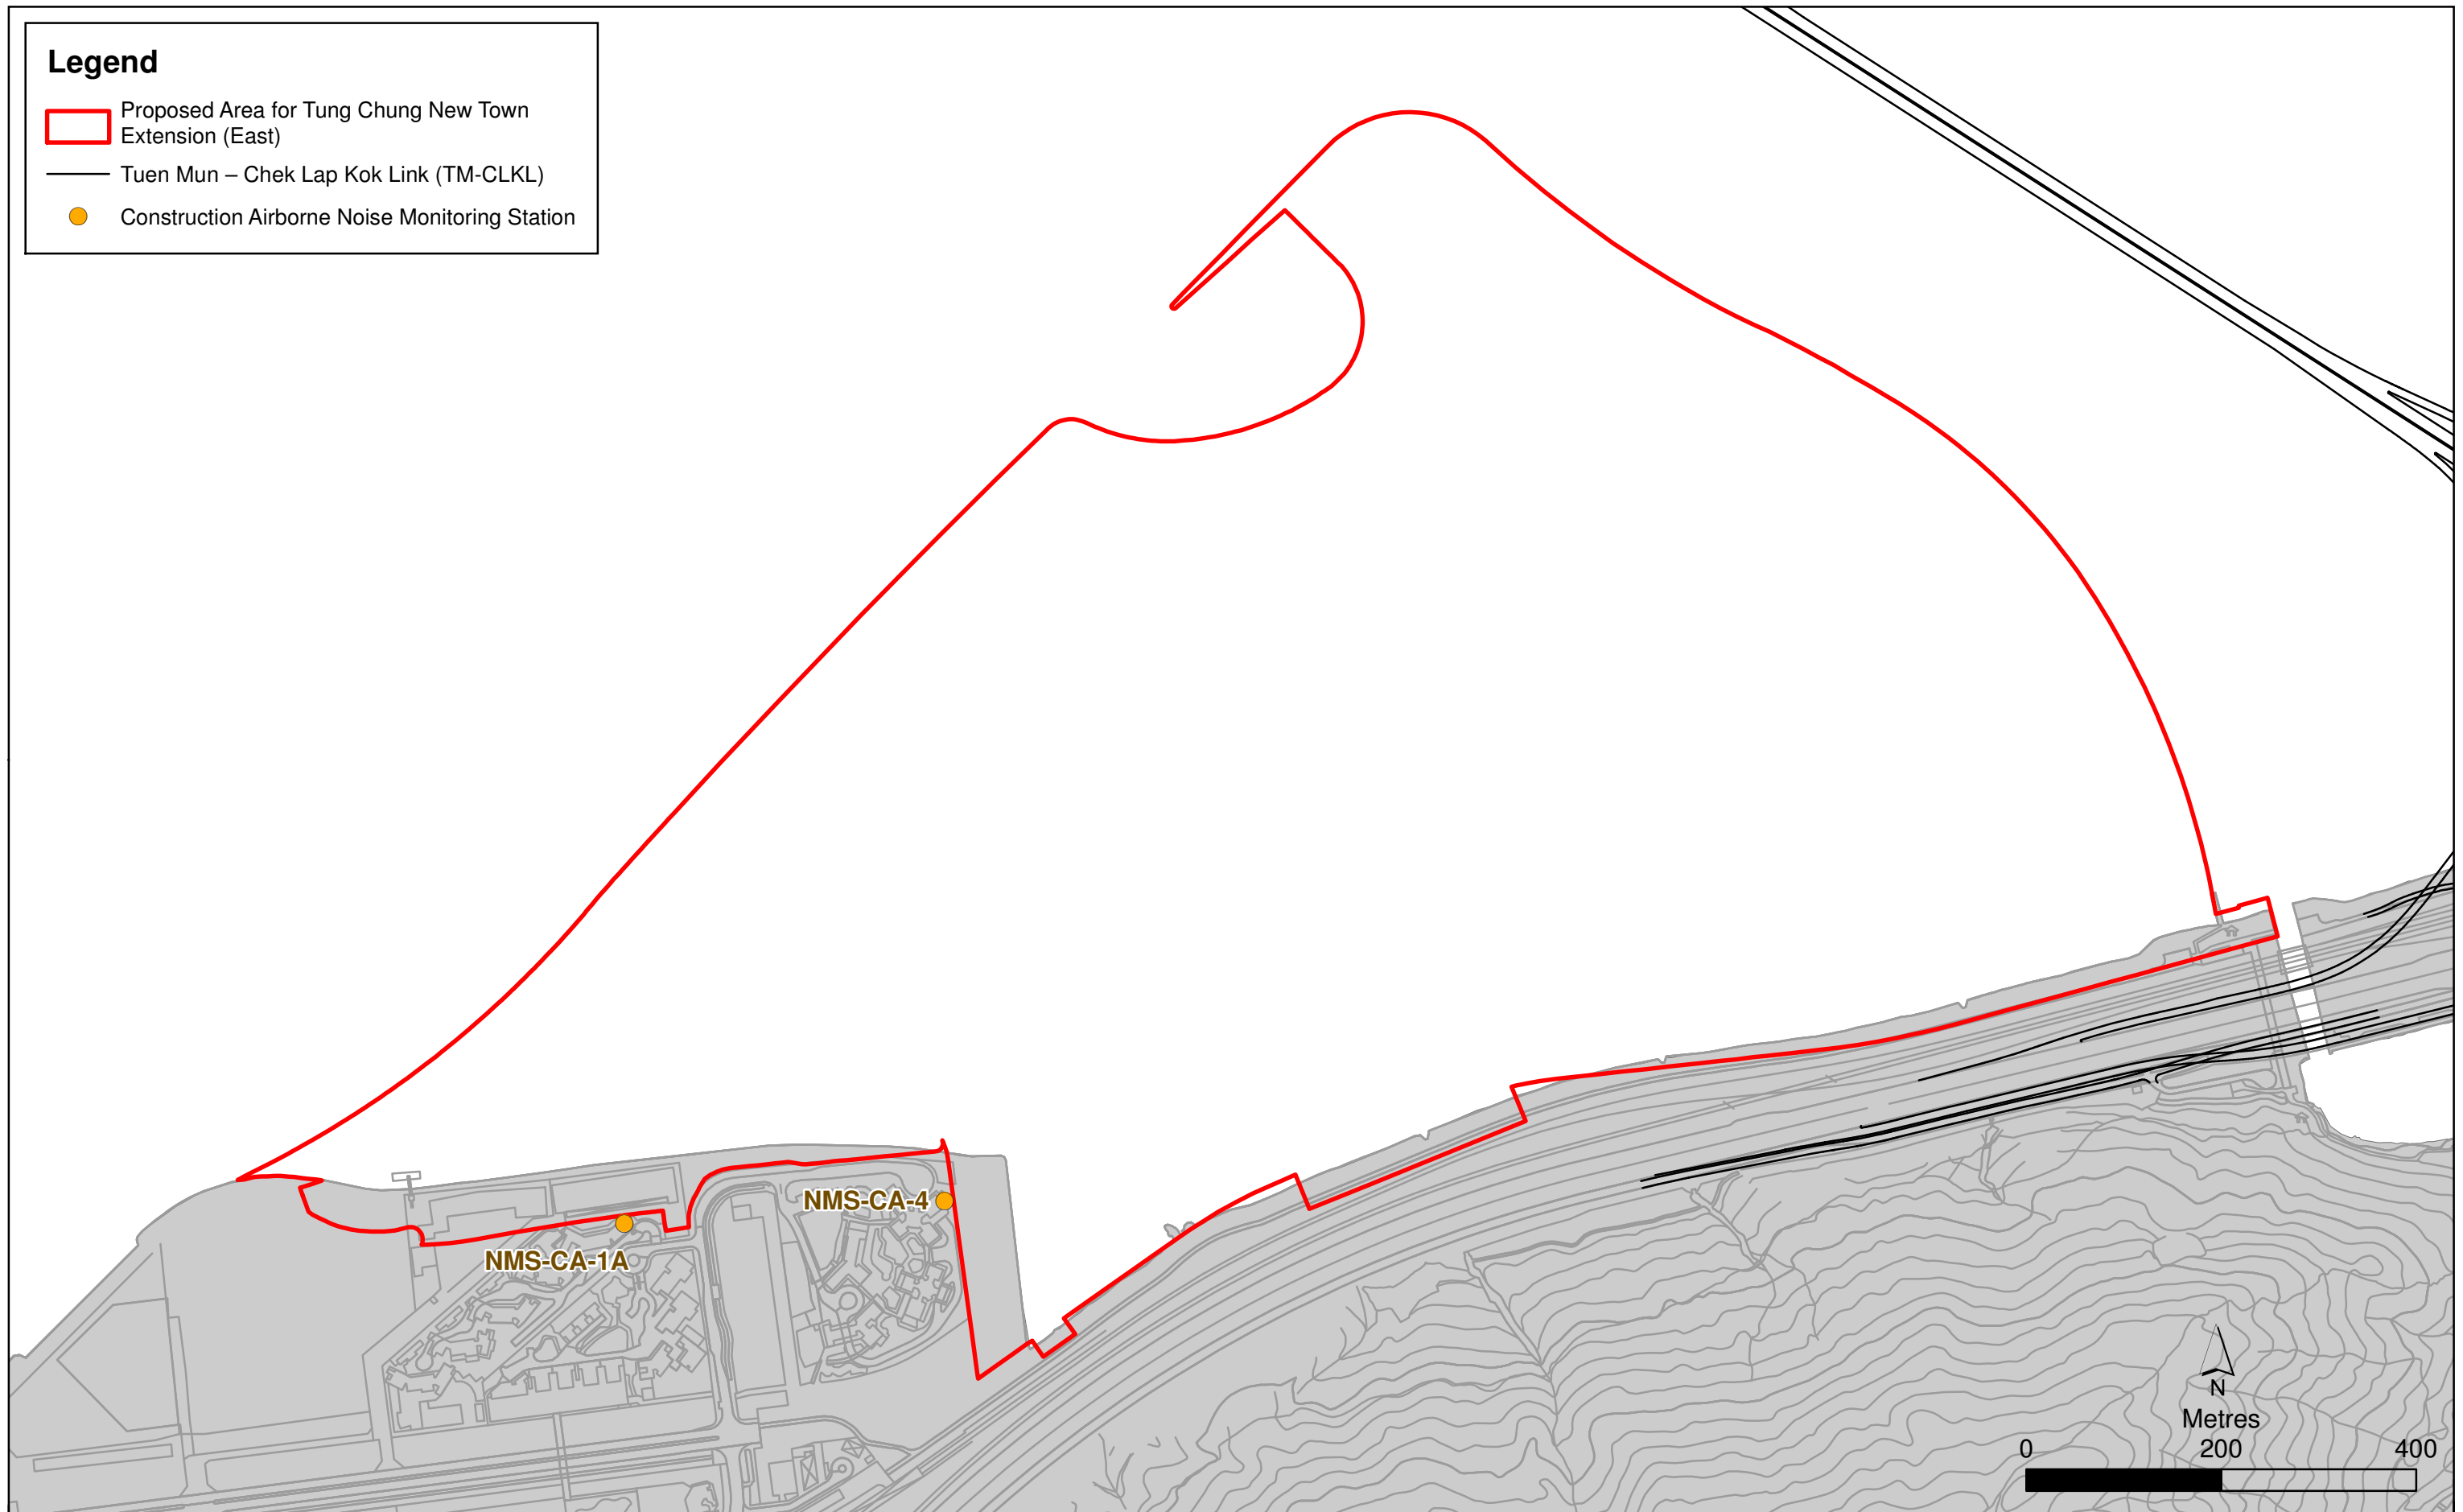 Legend
Proposed Area for Tung Chung New Town
Extension (East)
Tuen Mun – Chek Lap Kok Link (TM-CLKL)
Construction Airborne Noise Monitoring Station
NMS-CA-4
NMS-CA-1A
N
Metres
0 200 400